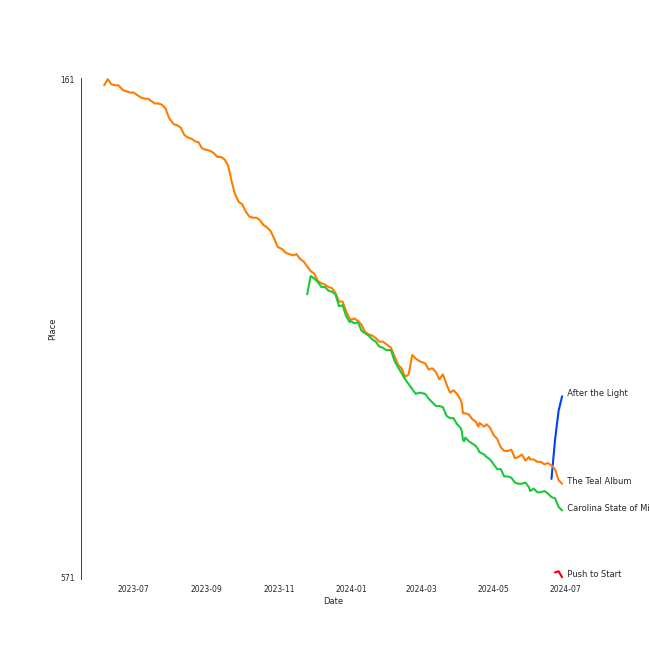 161
After the Light
Place
The Teal Album
Carolina State of Mi
Push to Start
571
2023-07 2023-09 2023-11 2024-01 2024-03 2024-05 2024-07
Date